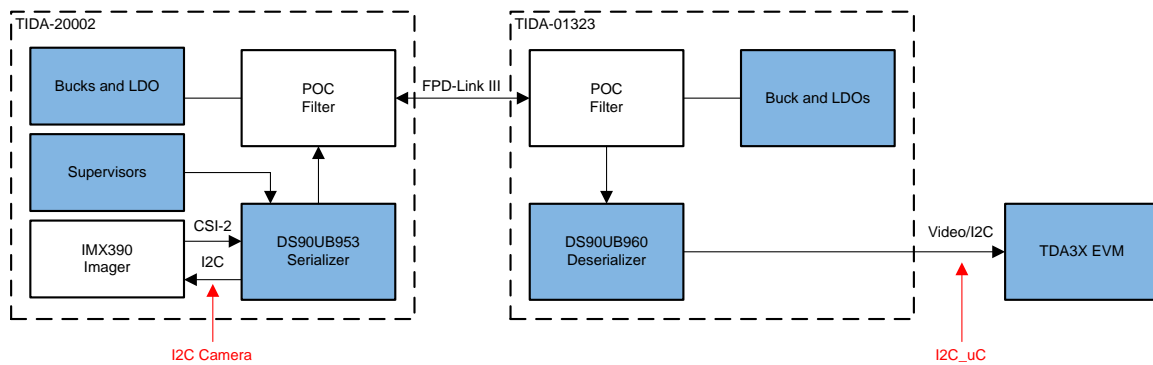 TIDA-20002
TIDA-01323
Bucks and LDO
POC
Filter
FPD-Link III
POC
Filter
Buck and LDOs
Supervisors
IMX390
Imager
CSI-2
I2C
DS90UB953
Serializer
DS90UB960
Deserializer
Video/I2C
TDA3X EVM
I2C Camera
I2C_uC